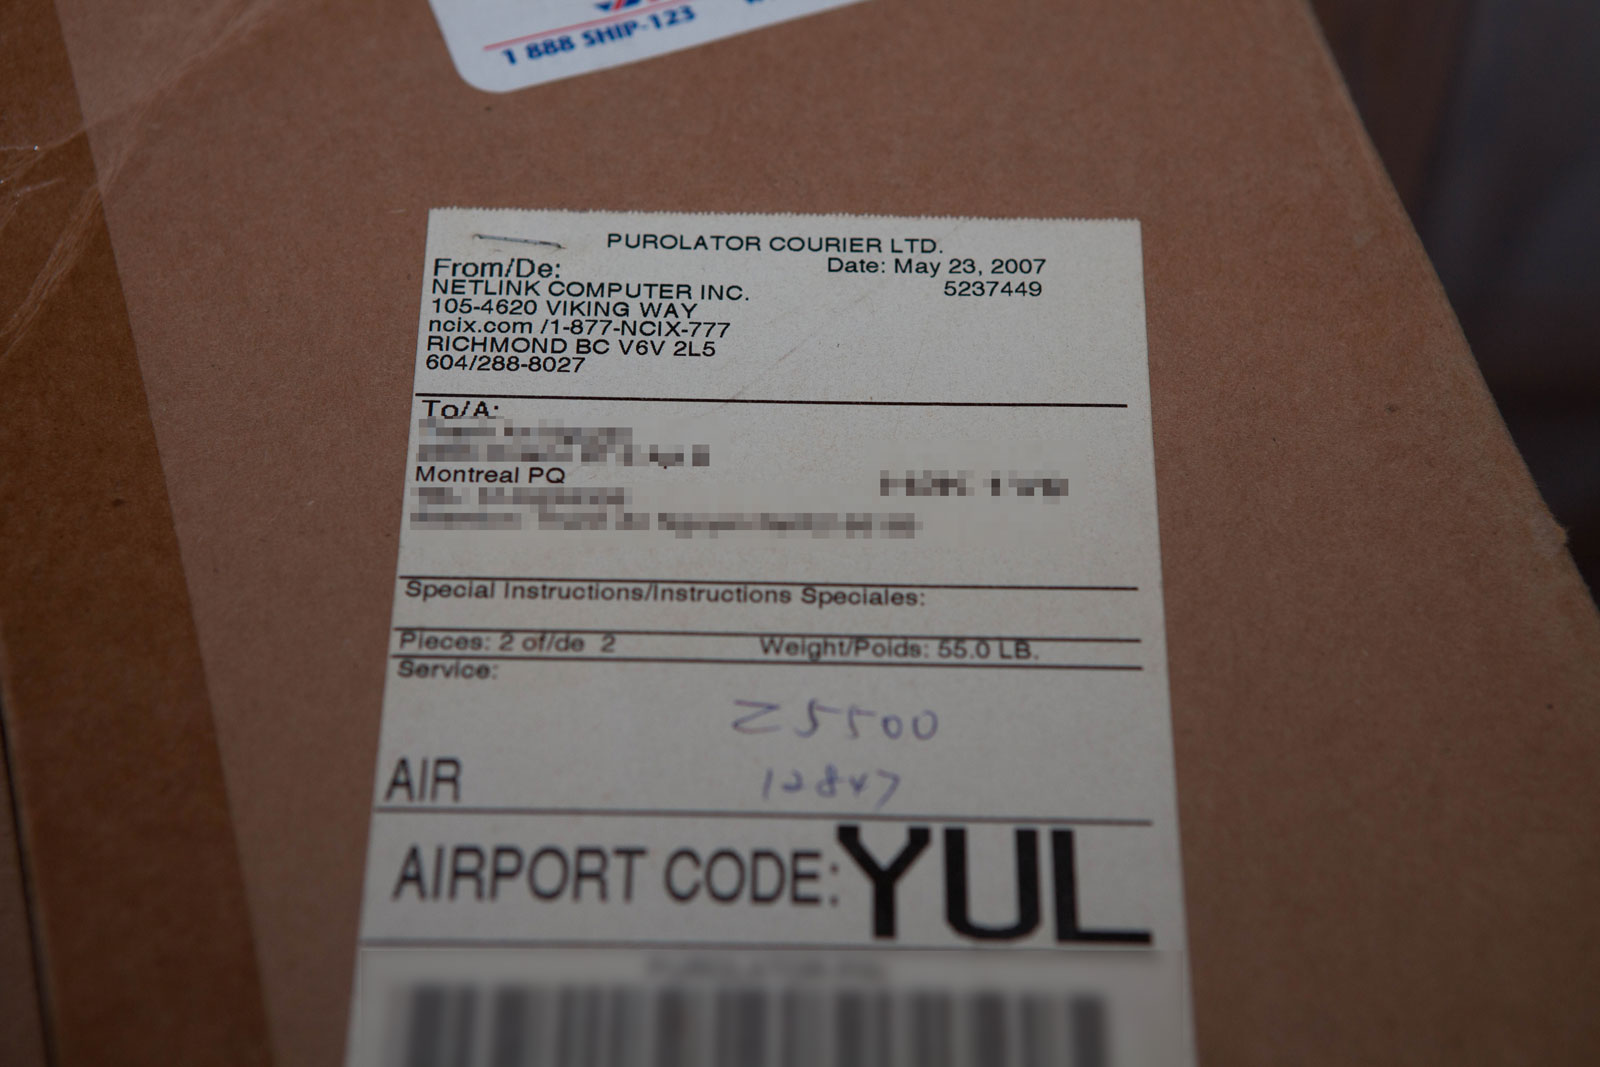 1 888 SHIP-123
PUROLATOR COURIER LTD.
From/De:
Date: May 23, 2007
NETLINK COMPUTER INC.
5237449
105-4620 VIKING WAY
ncix.com /1-877-NCIX-777
RICHMOND BC V6V 2L5
604/288-8027
To/A:
Montreal PQ
Special Instructions/Instructions Speciales:
Pieces: 2 of/de 2 Weight/Poids: 55.0 LB.
Service:
Z5500
AIR
12847
AIRPORT CODE: YUL